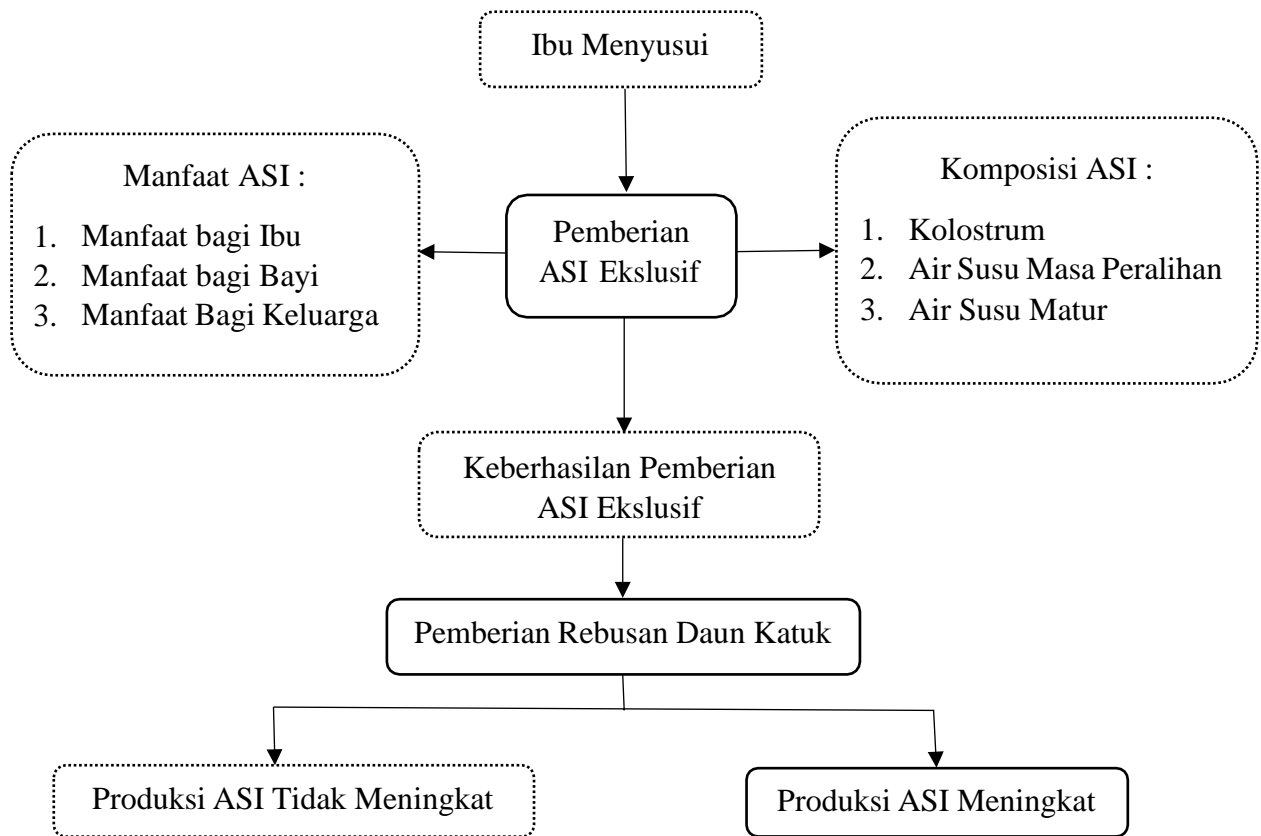 Ibu Menyusui
Manfaat ASI :
1. Manfaat bagi Ibu
2. Manfaat bagi Bayi
3. Manfaat Bagi Keluarga
Pemberian
ASI Ekslusif
Komposisi ASI :
1. Kolostrum
2. Air Susu Masa Peralihan
3. Air Susu Matur
Keberhasilan Pemberian
ASI Ekslusif
Pemberian Rebusan Daun Katuk
Produksi ASI Tidak Meningkat
Produksi ASI Meningkat